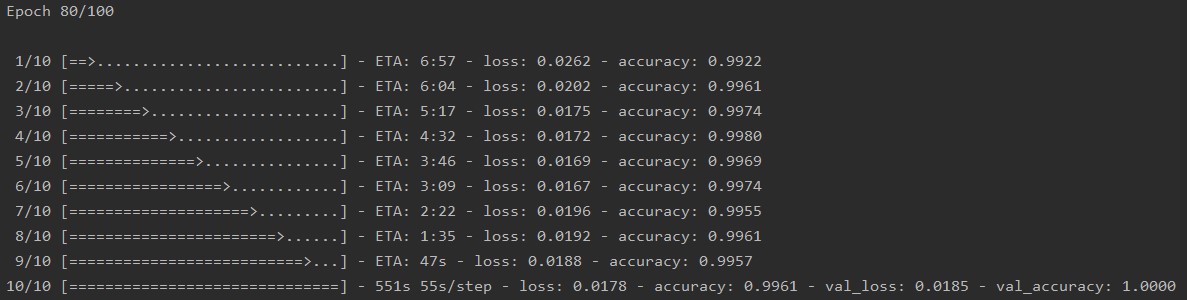 Epoch 80/100
1/10 [==>...........................] - ETA: 6:57 - loss: 0.0262 - accuracy: 0.9922
2/10 [=====>........................] - ETA: 6:04 - loss: 0.0202 - accuracy: 0.9961
3/10 [========>.....................] - ETA: 5:17 - loss: 0.0175 - accuracy: 0.9974
4/10 [===========>..................] - ETA: 4:32 - loss: 0.0172 - accuracy: 0.9980
5/10 [==============>...............] - ETA: 3:46 - loss: 0.0169 - accuracy: 0.9969
6/10 [=================>............] - ETA: 3:09 - loss: 0.0167 - accuracy: 0.9974
7/10 [====================>.........] - ETA: 2:22 - loss: 0.0196 - accuracy: 0.9955
8/10 [=======================>......] - ETA: 1:35 - loss: 0.0192 - accuracy: 0.9961
9/10 [==========================>...] - ETA: 47s - loss: 0.0188 - accuracy: 0.9957
10/10 [==============================] - 551s 55s/step - loss: 0.0178 - accuracy: 0.9961 - val_loss: 0.0185 - val_accuracy: 1.0000